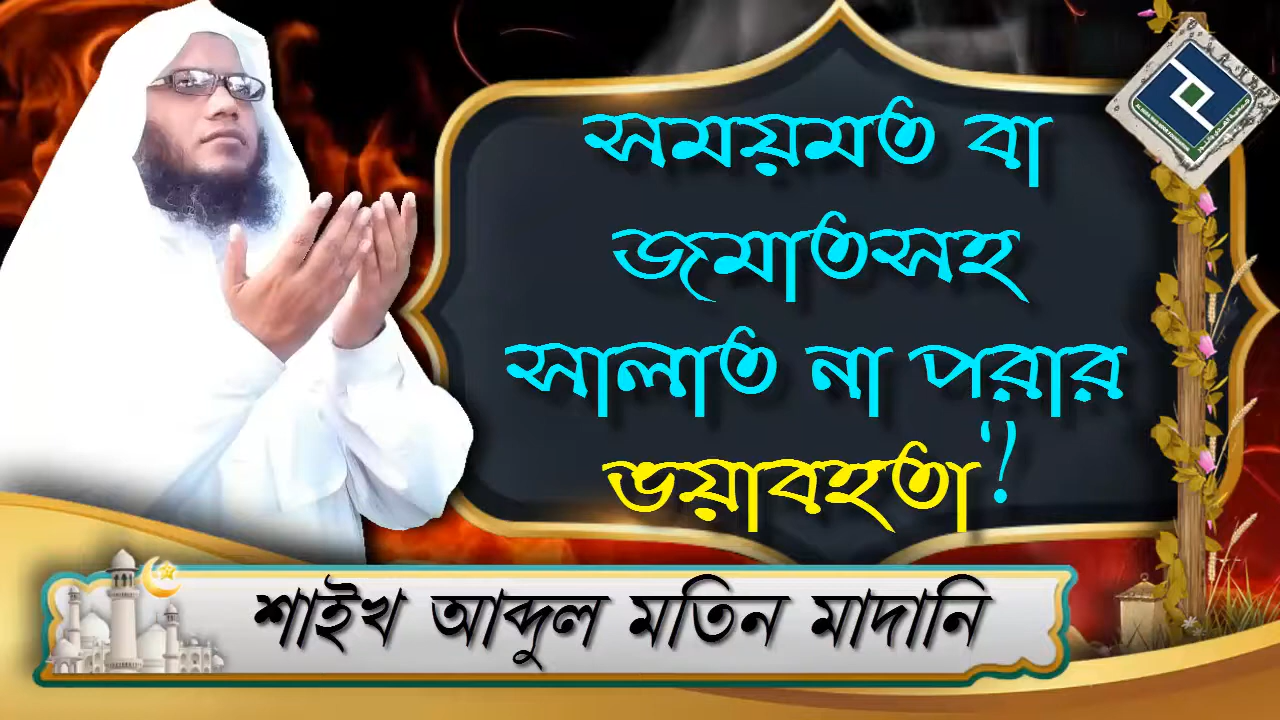 সময়মত বা
জমাতসহ
সালাত না পরার
ভয়াবহতা?
শাইখ আব্দুল মতিন মাদানি